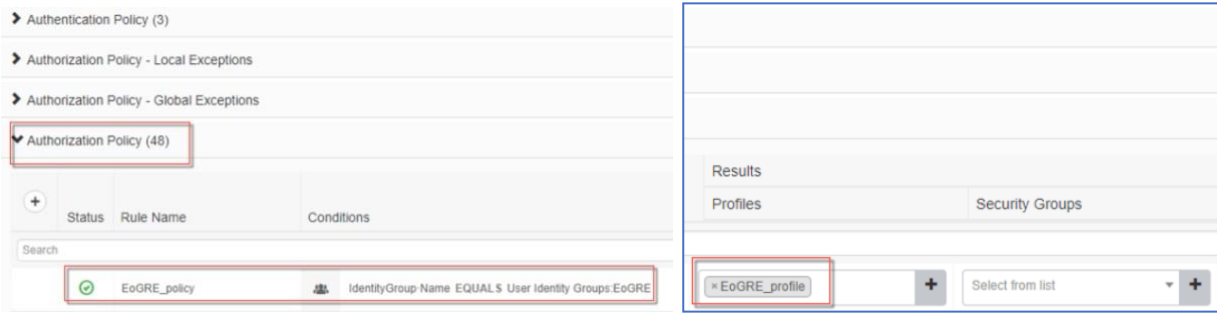 Authentication Policy (3)
Authorization Policy - Local Exceptions
Authorization Policy - Global Exceptions
Authorization Policy (48)
+
Status Rule Name Conditions
Search
EoGRE_policy IdentityGroup·Name EQUALS User Identity Groups:EoGRE
Results
Profiles Security Groups
× EoGRE_profile + Select from list +